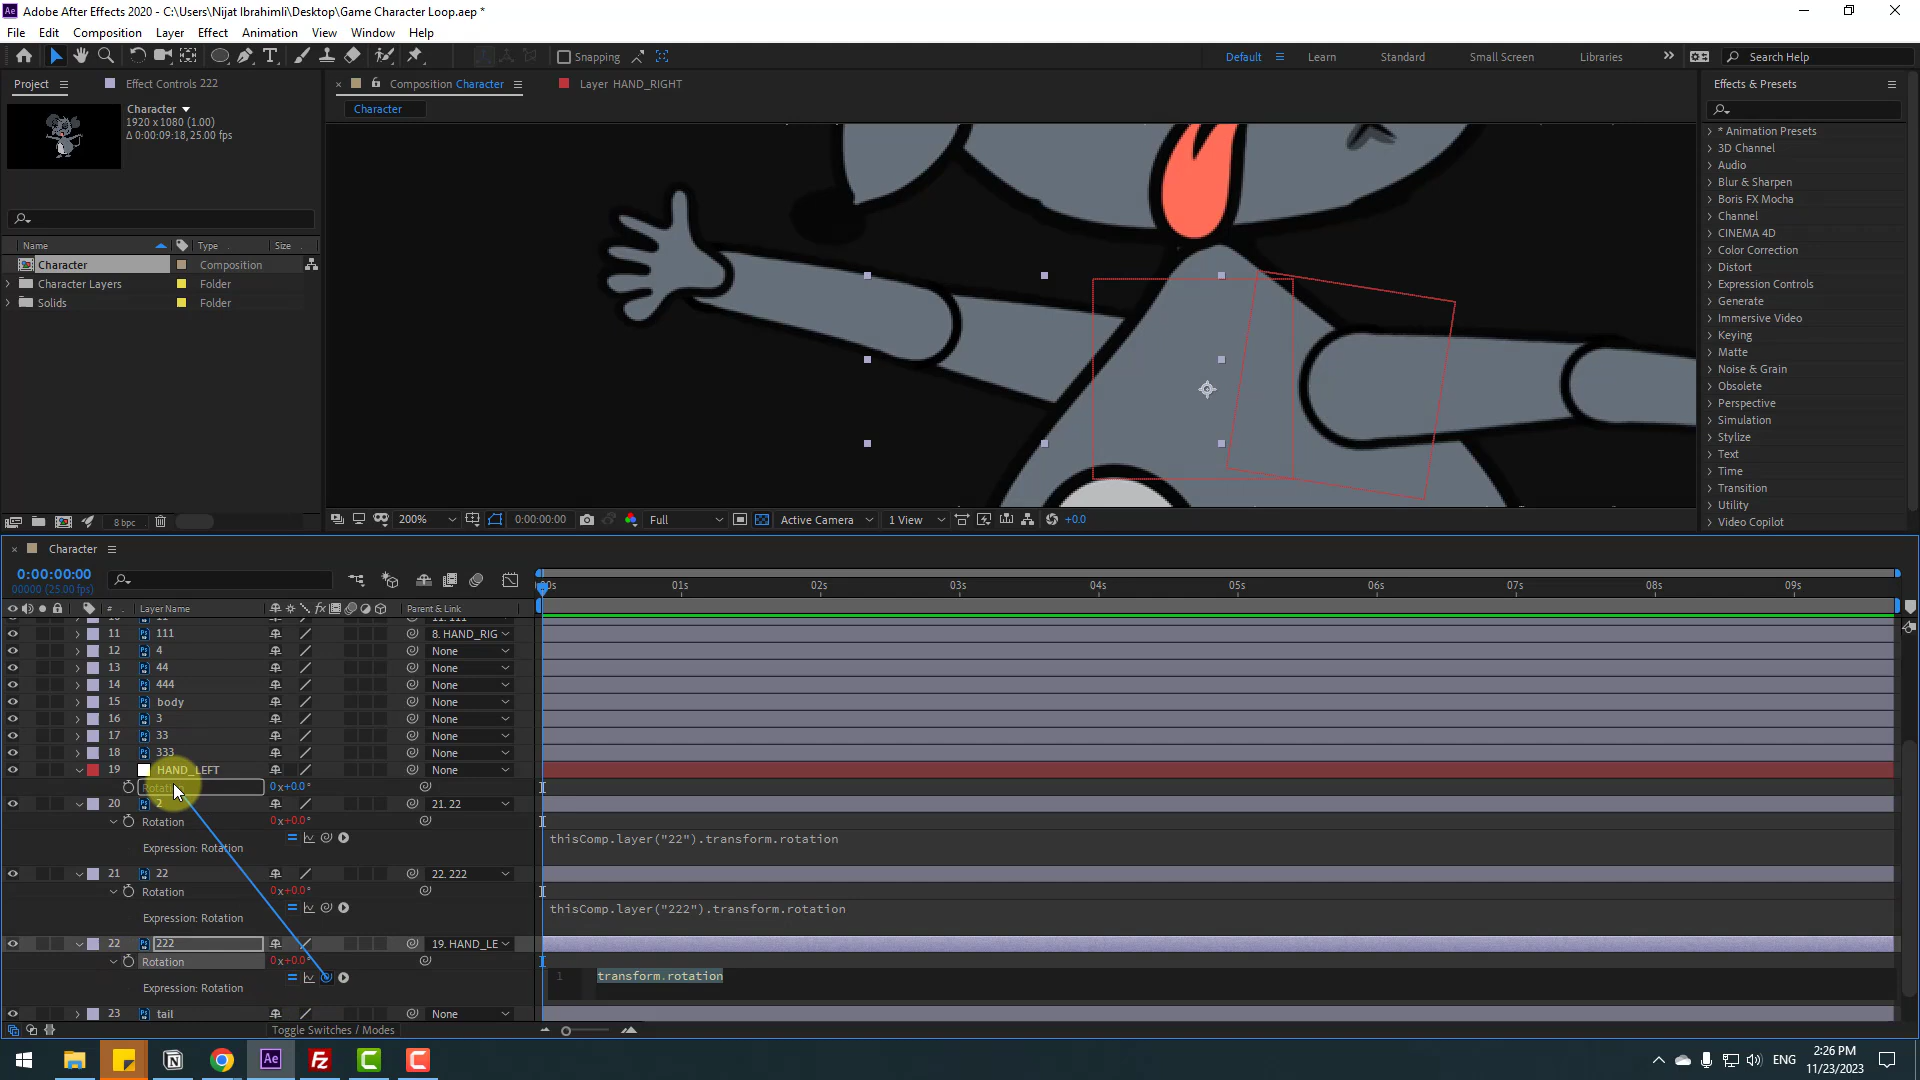 Adobe After Effects 2020 - C:\Users\Nijat Ibrahimli\Desktop\Game Character Loop.aep *
File Edit Composition Layer Effect Animation View Window Help
Snapping
Default Learn Standard Small Screen Libraries Search Help
Project
Effect Controls 222
Composition Character
Layer HAND_RIGHT
Effects & Presets
Character
1920 x 1080 (1.00)
Δ 0:00:09:18, 25.00 fps
Character
Name Type Size
Character Composition
Character Layers Folder
Solids Folder
8 bpc
200% 0:00:00:00 Full Active Camera 1 View +0.0
* Animation Presets
3D Channel
Audio
Blur & Sharpen
Boris FX Mocha
Channel
CINEMA 4D
Color Correction
Distort
Expression Controls
Generate
Immersive Video
Keying
Matte
Noise & Grain
Obsolete
Perspective
Simulation
Stylize
Text
Time
Transition
Utility
Video Copilot
Character
0:00:00:00
00000 (25.00 fps)
# Layer Name Parent & Link
:00s 01s 02s 03s 04s 05s 06s 07s 08s 09s
11 111 8. HAND_RIG
12 4 None
13 44 None
14 444 None
15 body None
16 3 None
17 33 None
18 333 None
19 HAND_LEFT None
Rotation 0x+0.0°
20 2 21. 22
Rotation 0x+0.0°
Expression: Rotation thisComp.layer("22").transform.rotation
21 22 22. 222
Rotation 0x+0.0°
Expression: Rotation thisComp.layer("222").transform.rotation
22 222 19. HAND_LE
Rotation 0x+0.0°
1 transform.rotation
Expression: Rotation
23 tail None
Toggle Switches / Modes
ENG
2:26 PM
11/23/2023